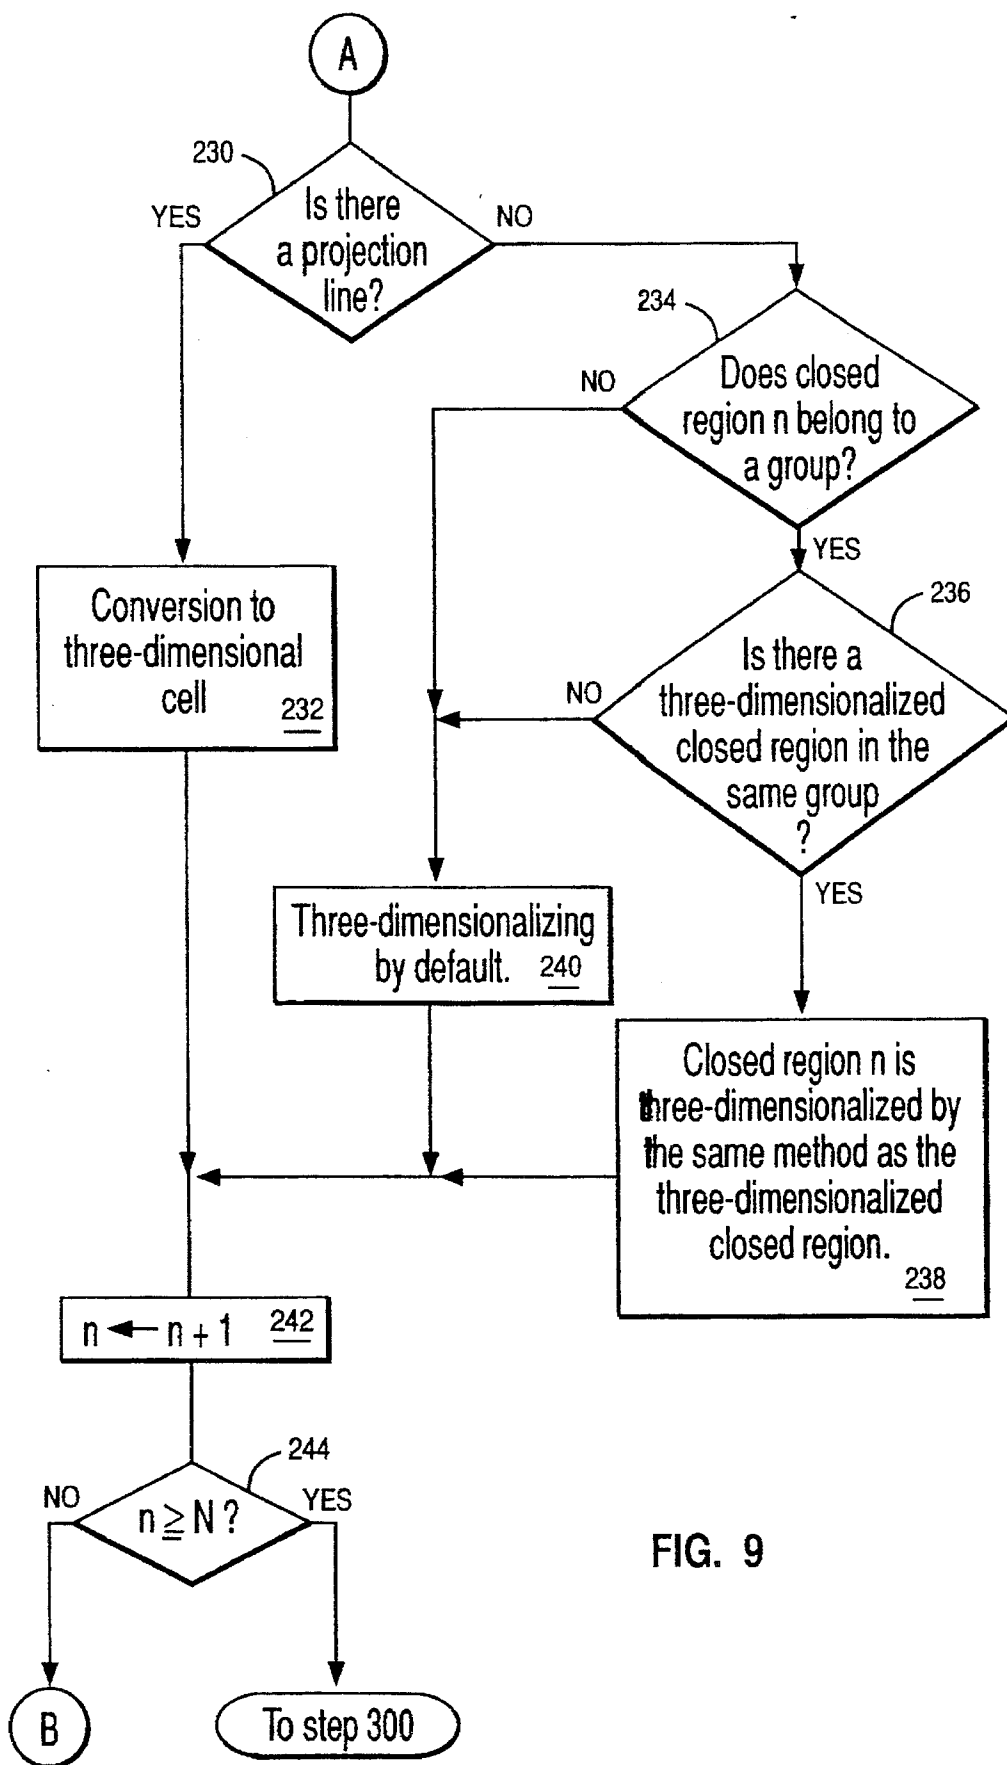 A
230
Is there
a projection
line?
YES
NO
234
Does closed
region n belong to
a group?
NO
YES
236
Is there a
three-dimensionalized
closed region in the
same group
?
NO
YES
Conversion to
three-dimensional
cell
232
Three-dimensionalizing
by default. 240
Closed region n is
three-dimensionalized by
the same method as the
three-dimensionalized
closed region.
238
n ← n + 1 242
244
n ≧ N ?
NO
YES
B
To step 300
FIG. 9